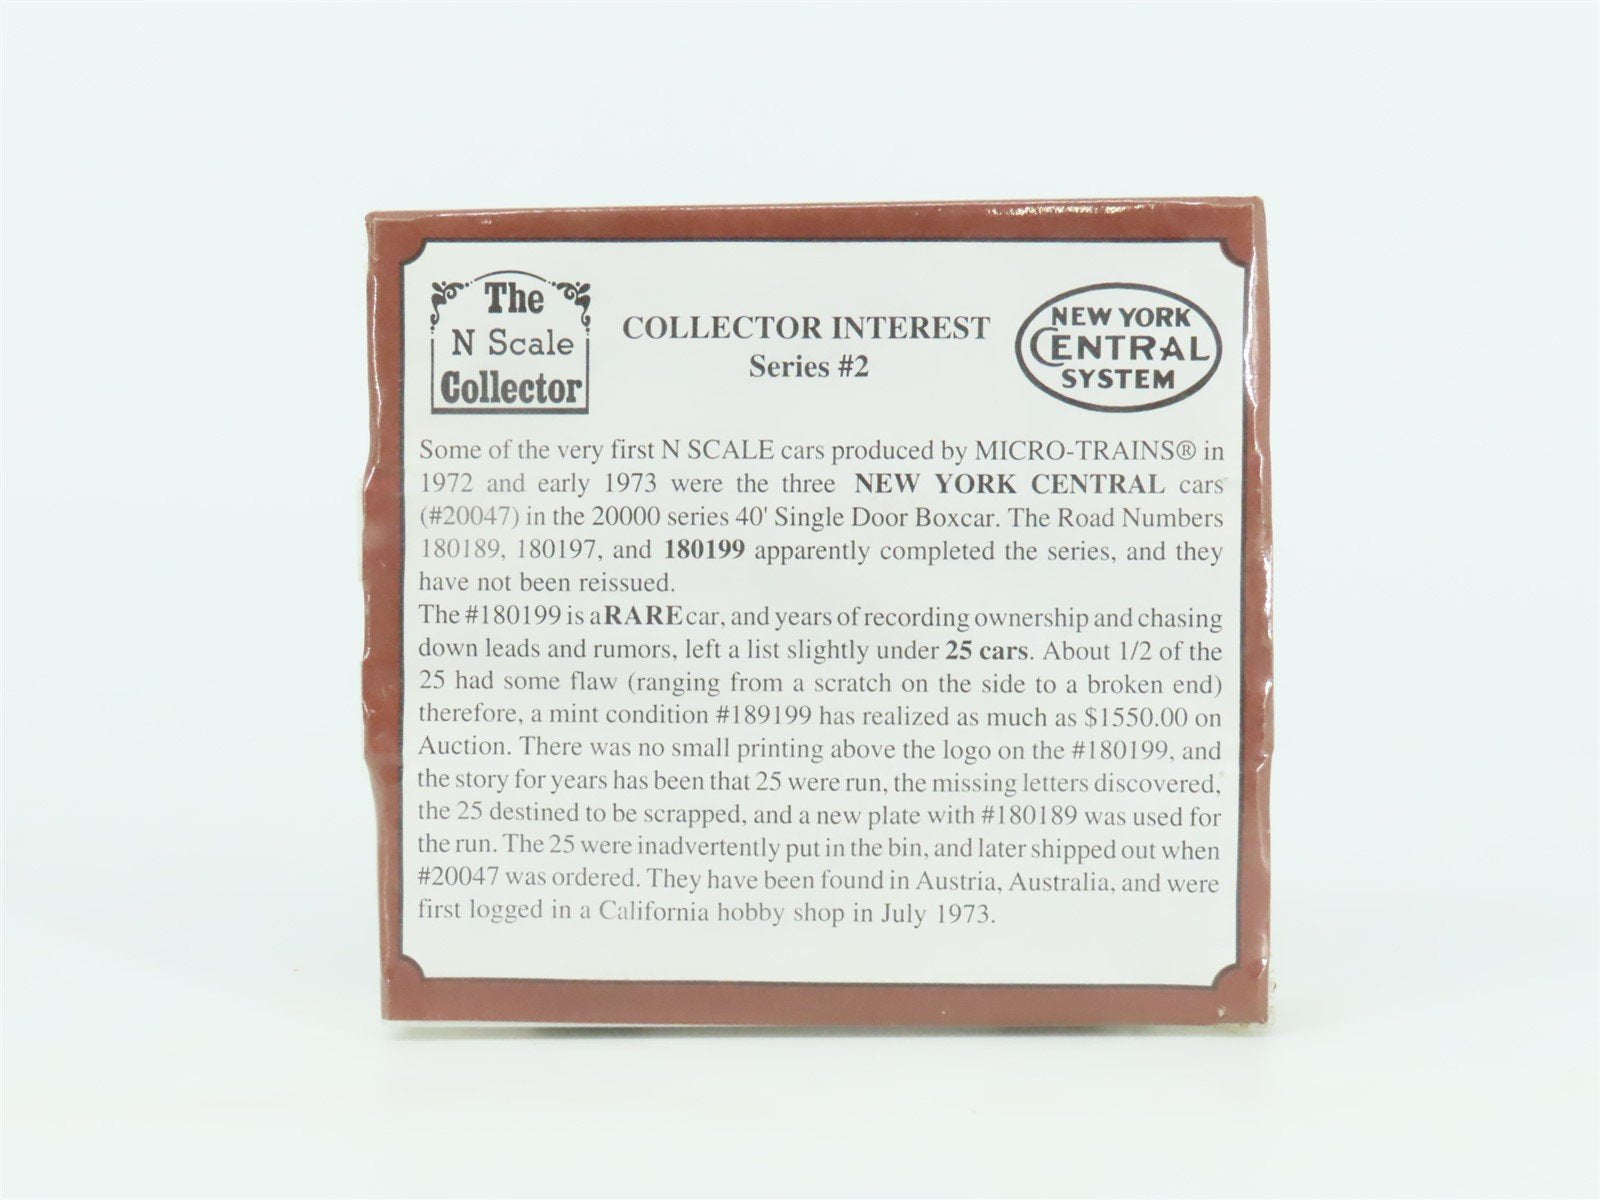 The
N Scale
Collector
COLLECTOR INTEREST
Series #2
NEW YORK
CENTRAL
SYSTEM
Some of the very first N SCALE cars produced by MICRO-TRAINS® in
1972 and early 1973 were the three NEW YORK CENTRAL cars
(#20047) in the 20000 series 40' Single Door Boxcar. The Road Numbers
180189, 180197, and 180199 apparently completed the series, and they
have not been reissued.
The #180199 is a RARE car, and years of recording ownership and chasing
down leads and rumors, left a list slightly under 25 cars. About 1/2 of the
25 had some flaw (ranging from a scratch on the side to a broken end)
therefore, a mint condition #189199 has realized as much as $1550.00 on
Auction. There was no small printing above the logo on the #180199, and
the story for years has been that 25 were run, the missing letters discovered,
the 25 destined to be scrapped, and a new plate with #180189 was used for
the run. The 25 were inadvertently put in the bin, and later shipped out when
#20047 was ordered. They have been found in Austria, Australia, and were
first logged in a California hobby shop in July 1973.